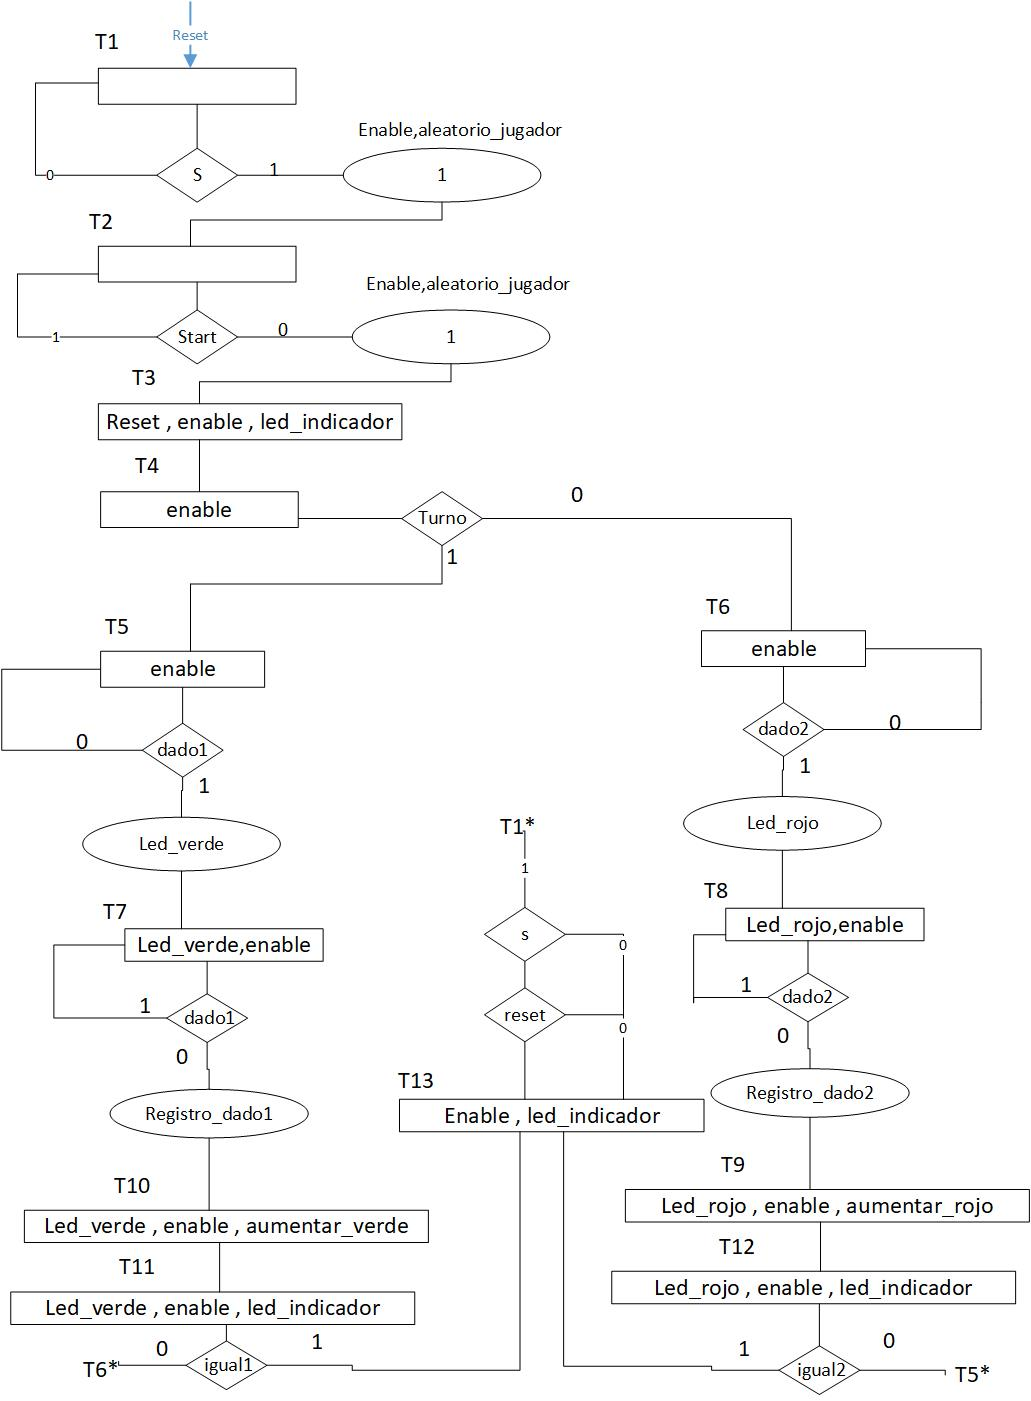 Reset
T1
Enable,aleatorio_jugador
0
S
1
1
T2
Enable,aleatorio_jugador
1
Start
0
1
T3
Reset , enable , led_indicador
T4
enable
Turno
0
1
T5
enable
0
dado1
1
Led_verde
T7
Led_verde,enable
1
dado1
0
Registro_dado1
T10
Led_verde , enable , aumentar_verde
T11
Led_verde , enable , led_indicador
0
1
T6*
igual1
T1*
1
s
0
reset
0
T13
Enable , led_indicador
T6
enable
dado2
0
1
Led_rojo
T8
Led_rojo,enable
1
dado2
0
Registro_dado2
T9
Led_rojo , enable , aumentar_rojo
T12
Led_rojo , enable , led_indicador
1
0
igual2
T5*